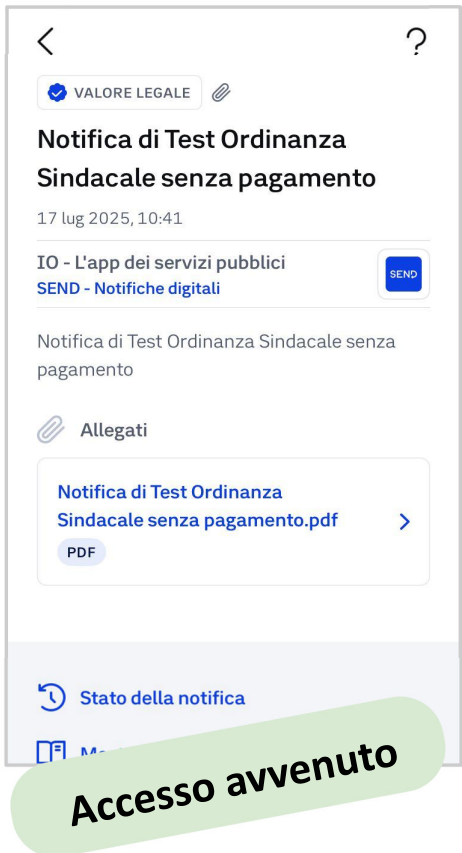 ?
VALORE LEGALE
Notifica di Test Ordinanza
Sindacale senza pagamento
17 lug 2025, 10:41
IO - L'app dei servizi pubblici
SEND - Notifiche digitali
SEND
Notifica di Test Ordinanza Sindacale senza
pagamento
Allegati
Notifica di Test Ordinanza
Sindacale senza pagamento.pdf
PDF
Stato della notifica
Accesso avvenuto